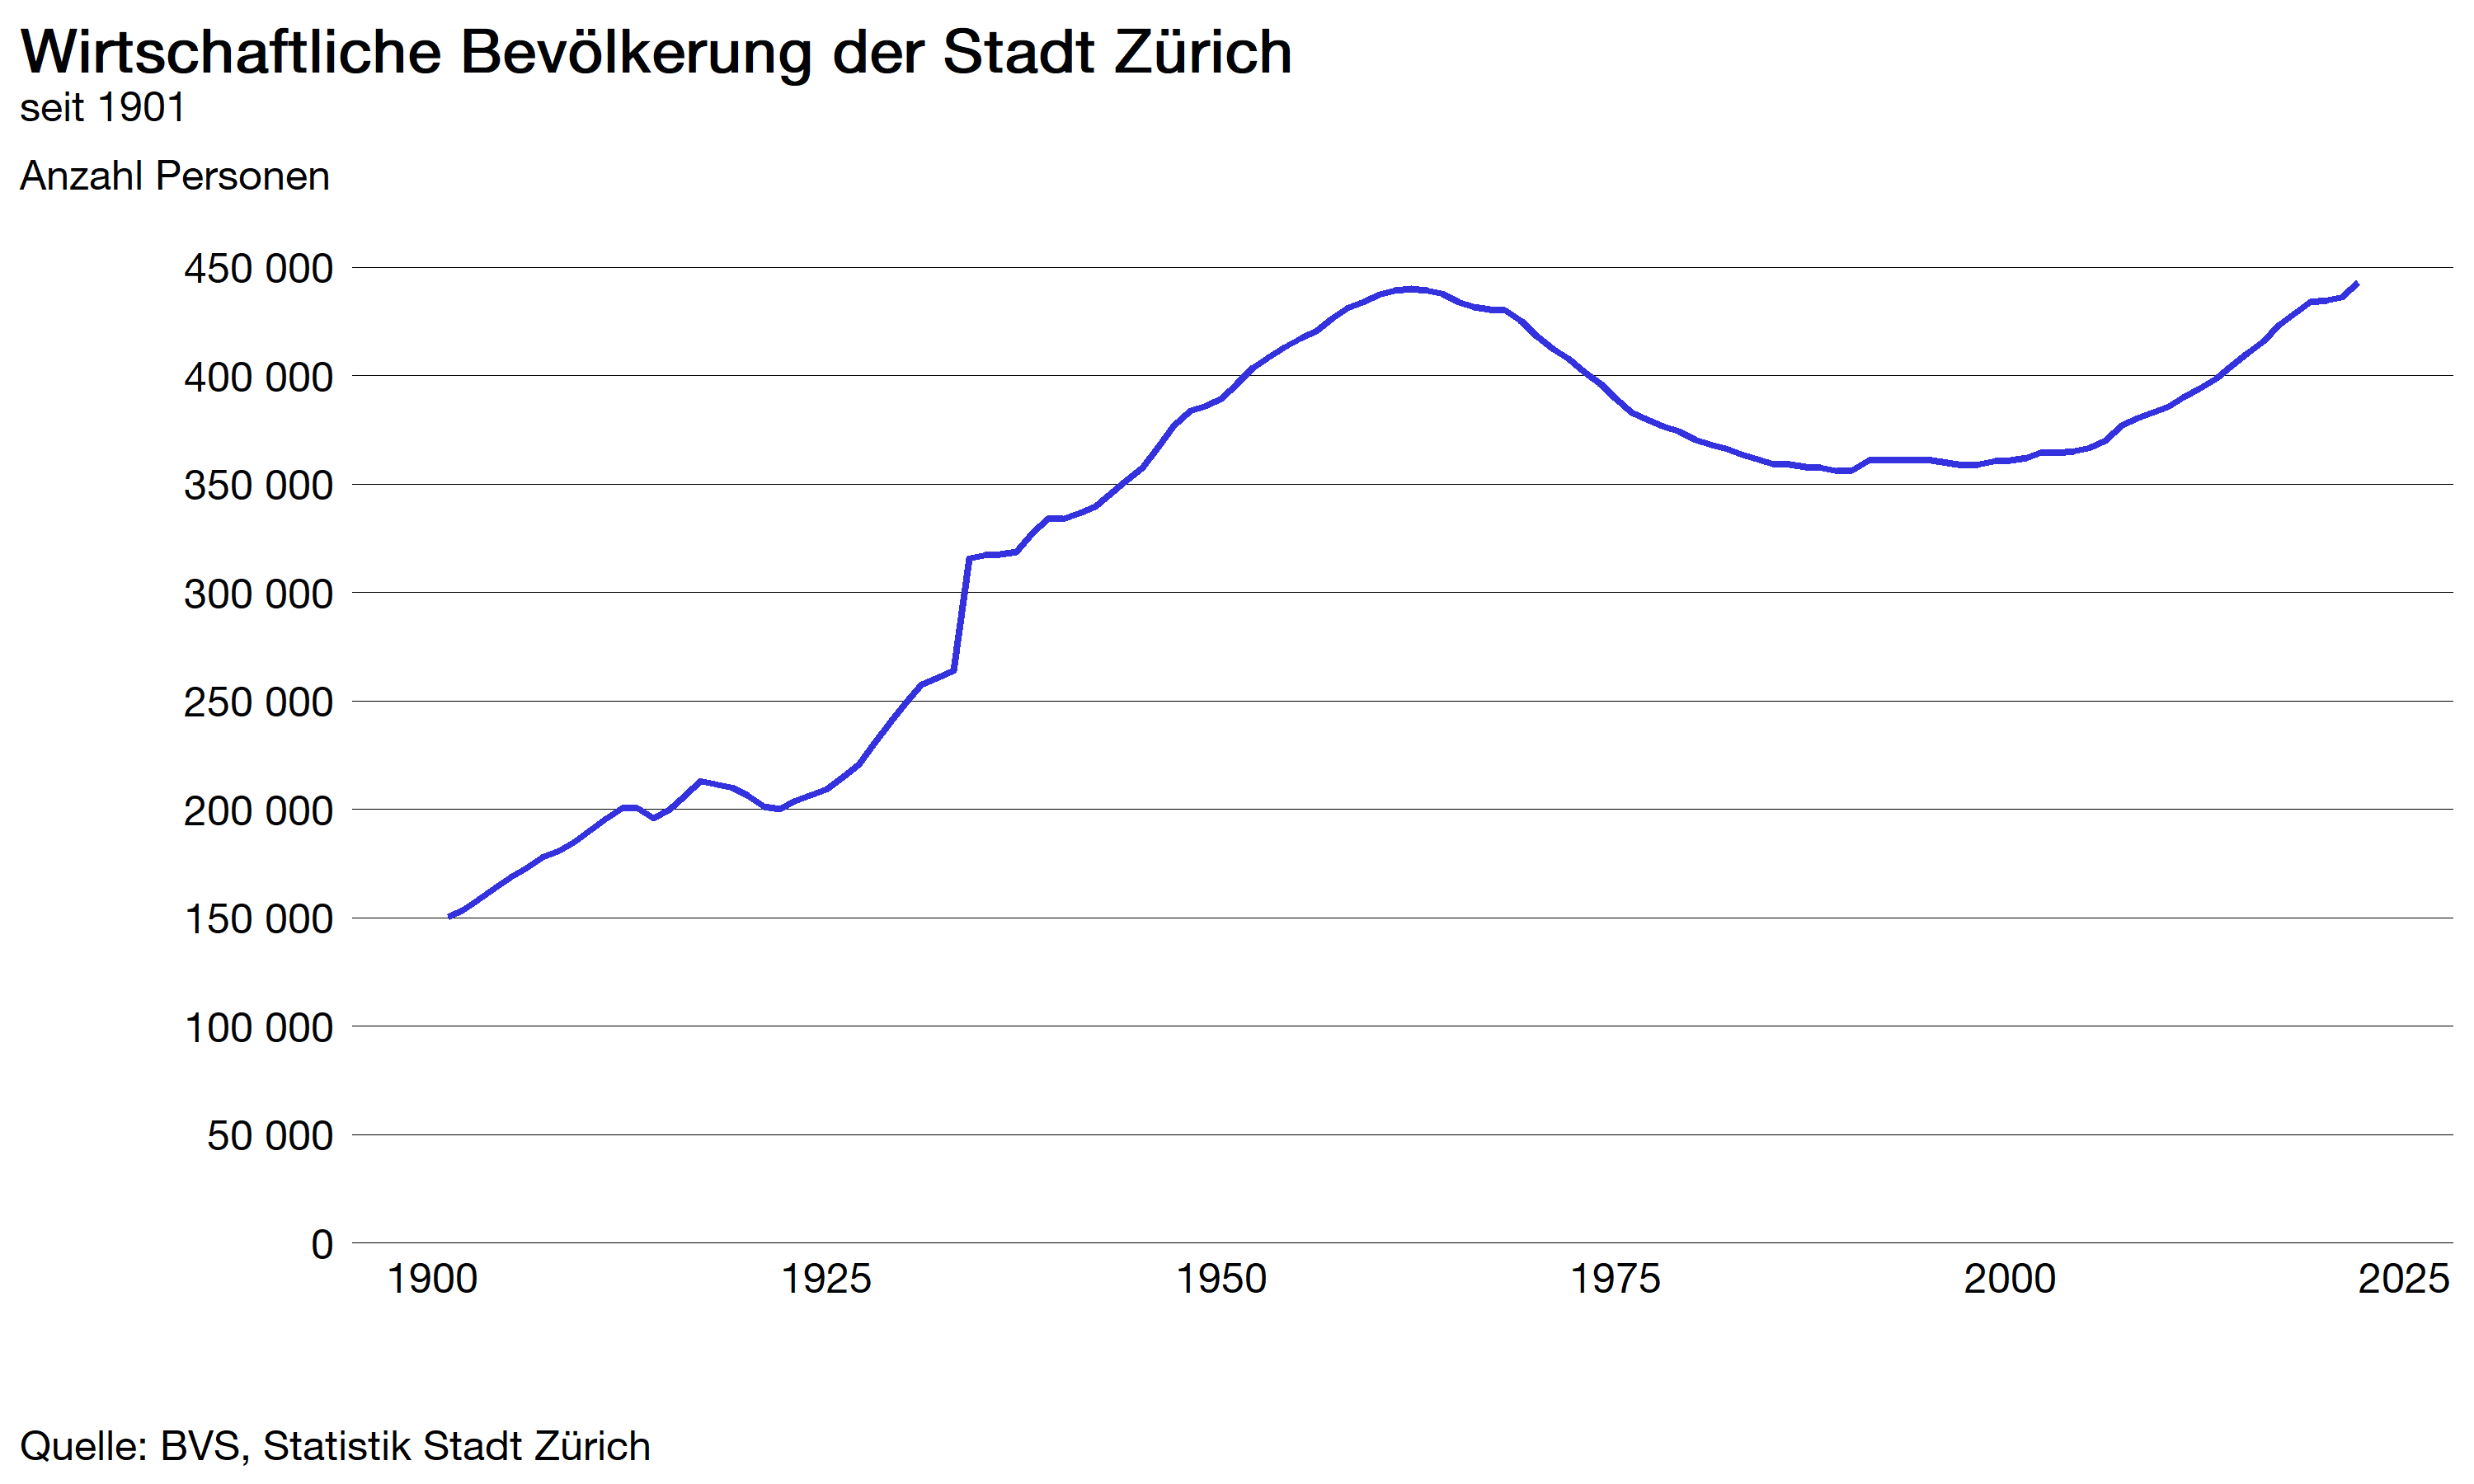 Wirtschaftliche Bevölkerung der Stadt Zürich
seit 1901
Anzahl Personen
450 000
400 000
350 000
300 000
250 000
200 000
150 000
100 000
50 000
0
1900 1925 1950 1975 2000 2025
Quelle: BVS, Statistik Stadt Zürich